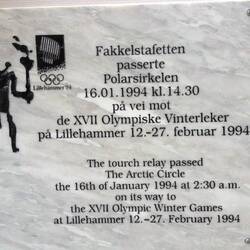 Lillehammer '94
Fakkelstafetten
passerte
Polarsirkelen
16.01.1994 kl.14.30
på vei mot
de XVII Olympiske Vinterleker
på Lillehammer 12.-27. februar 1994
The tourch relay passed
The Arctic Circle
the 16th of January 1994 at 2:30 a.m.
on its way to
the XVII Olympic Winter Games
at Lillehammer 12.-27. February 1994